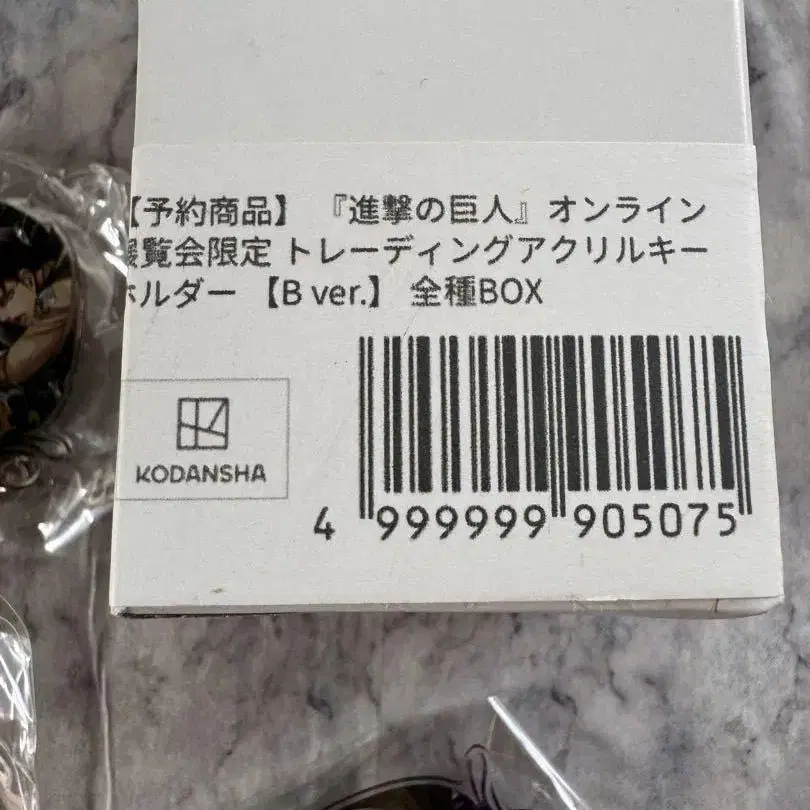 【予約商品】 『進撃の巨人』オンライン
展覧会限定 トレーディングアクリルキー
ホルダー 【B ver.】 全種BOX
KODANSHA
4 999999 905075